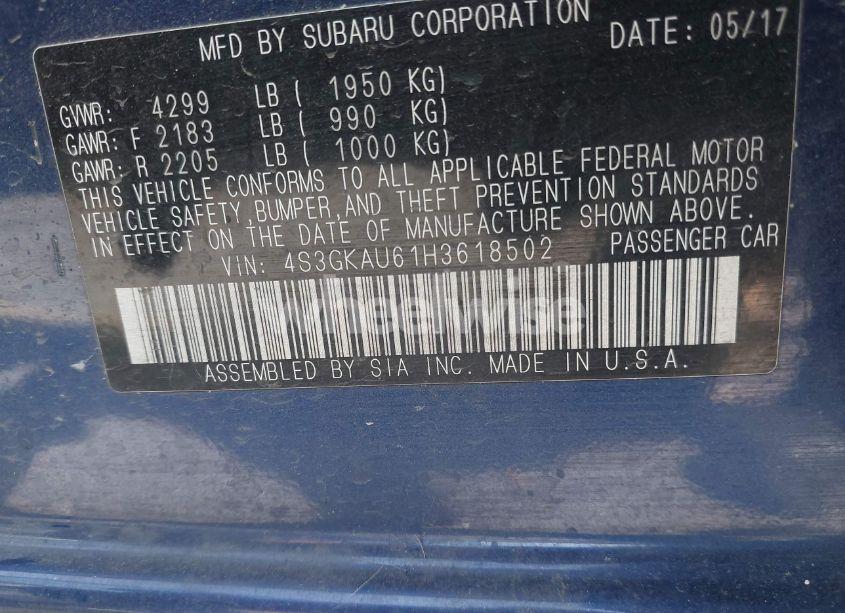 MFD BY SUBARU CORPORATION DATE: 05/17
GVWR: 4299 LB ( 1950 KG)
GAWR: F 2183 LB ( 990 KG)
GAWR: R 2205 LB ( 1000 KG)
THIS VEHICLE CONFORMS TO ALL APPLICABLE FEDERAL MOTOR
VEHICLE SAFETY,BUMPER,AND THEFT PREVENTION STANDARDS
IN EFFECT ON THE DATE OF MANUFACTURE SHOWN ABOVE.
VIN: 4S3GKAU61H3618502 PASSENGER CAR
wheelwise
ASSEMBLED BY SIA INC. MADE IN U.S.A.